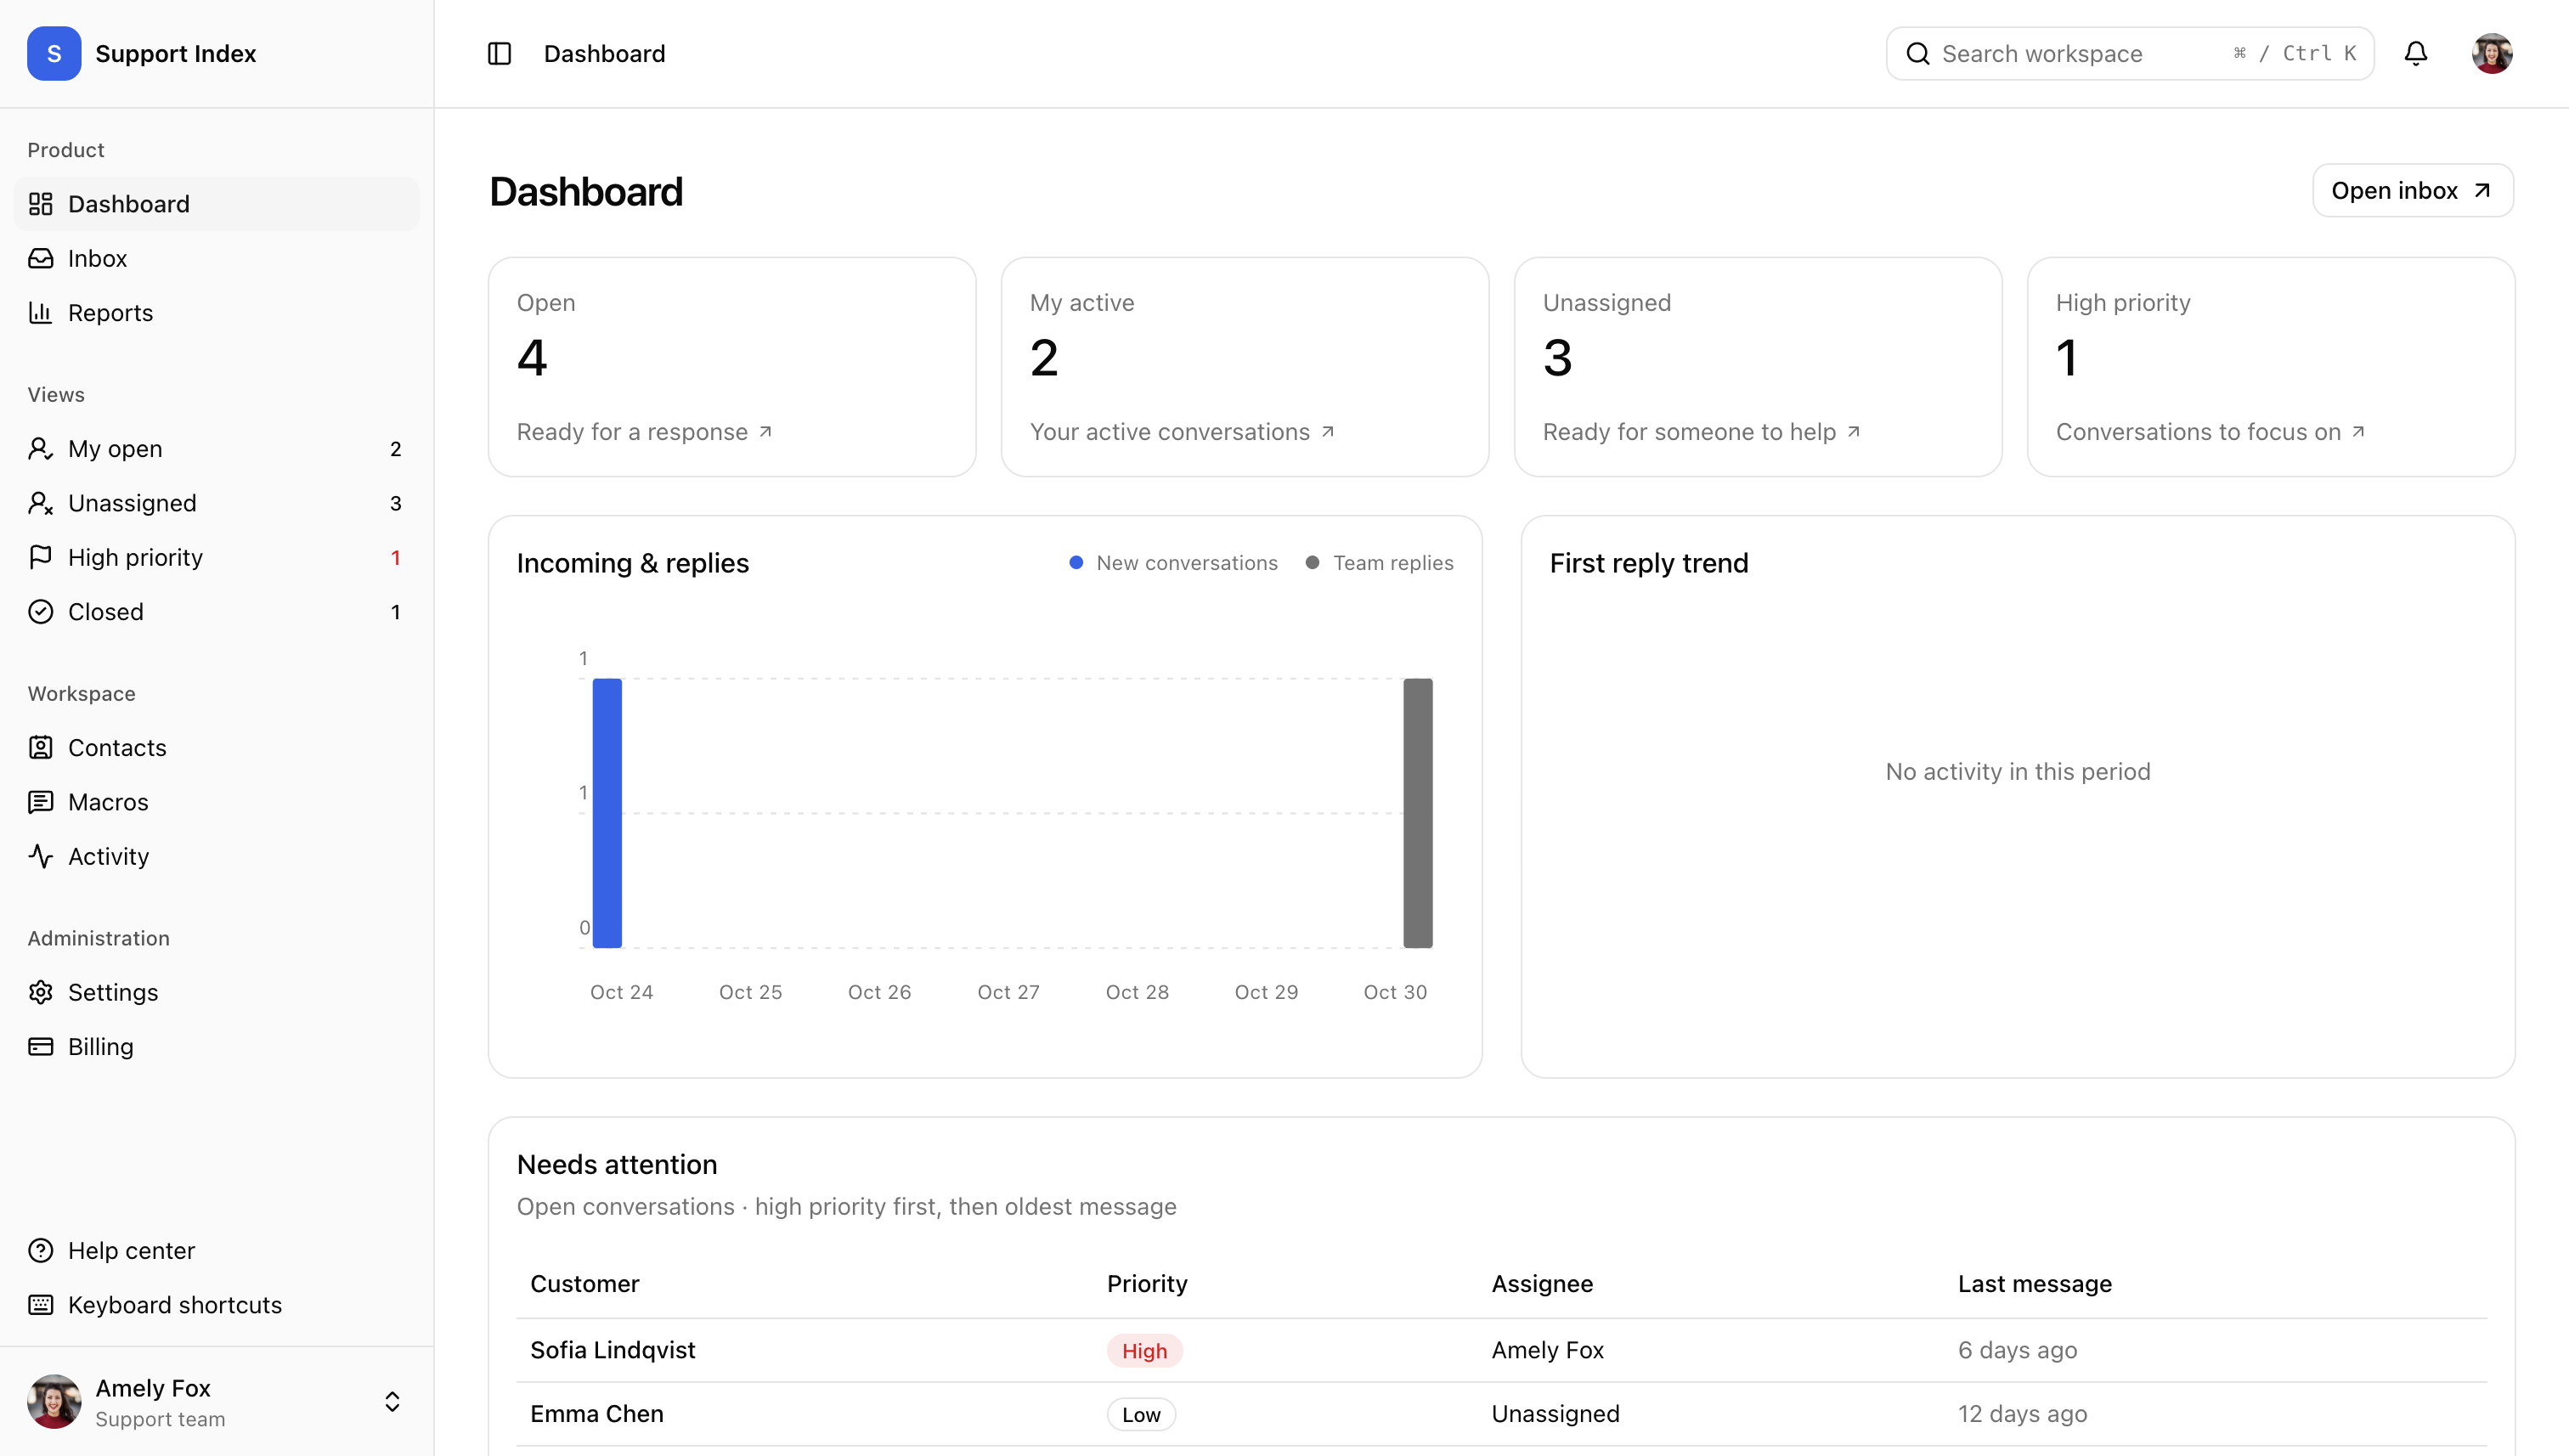 S Support Index
Dashboard
Search workspace ⌘ / Ctrl K
Product
Dashboard
Inbox
Reports
Views
My open 2
Unassigned 3
High priority 1
Closed 1
Workspace
Contacts
Macros
Activity
Administration
Settings
Billing
Help center
Keyboard shortcuts
Amely Fox
Support team
Dashboard
Open inbox
Open
4
Ready for a response
My active
2
Your active conversations
Unassigned
3
Ready for someone to help
High priority
1
Conversations to focus on
Incoming & replies
New conversations Team replies
1
1
0
Oct 24 Oct 25 Oct 26 Oct 27 Oct 28 Oct 29 Oct 30
First reply trend
No activity in this period
Needs attention
Open conversations · high priority first, then oldest message
Customer Priority Assignee Last message
Sofia Lindqvist High Amely Fox 6 days ago
Emma Chen Low Unassigned 12 days ago